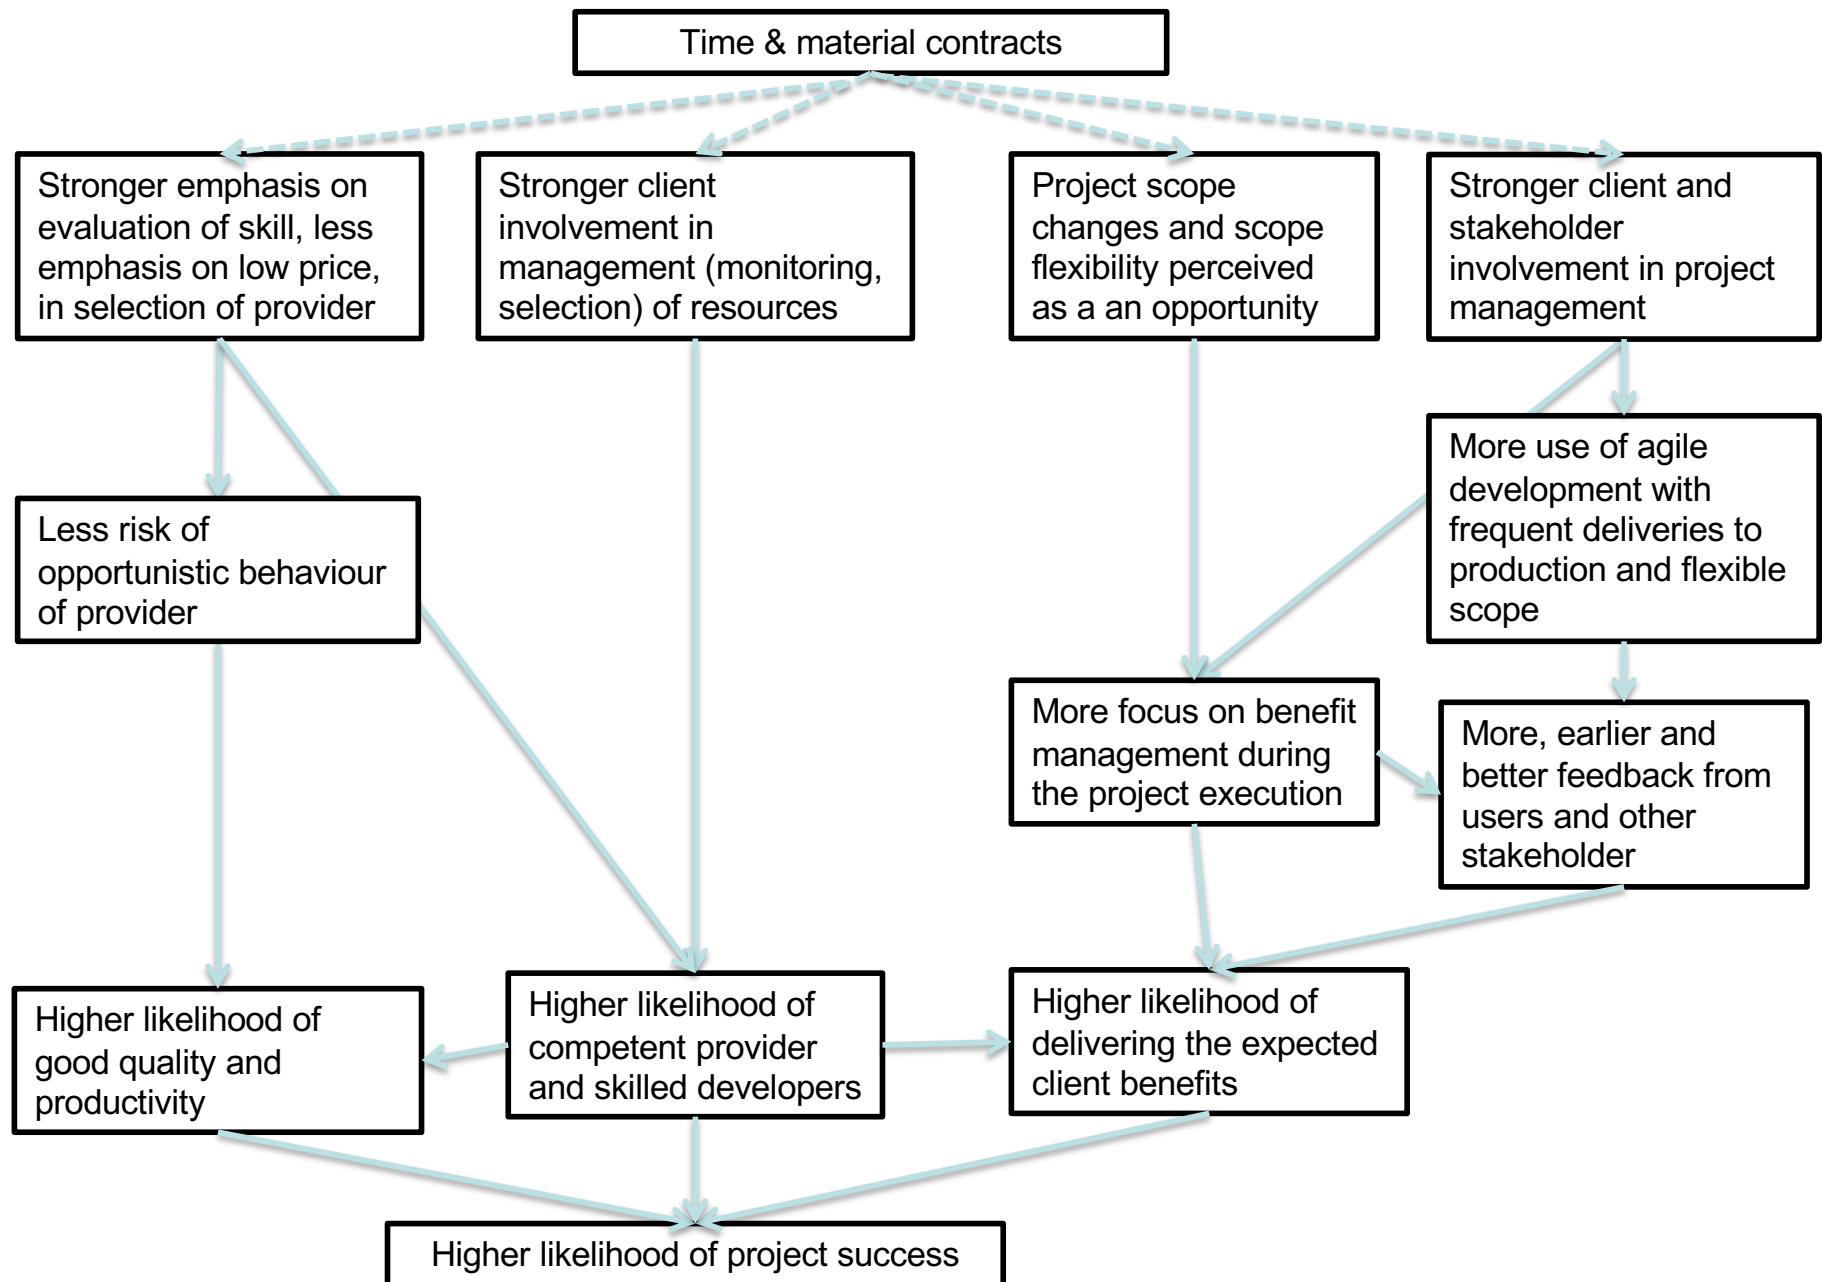 Time & material contracts
Stronger emphasis on
evaluation of skill, less
emphasis on low price,
in selection of provider
Stronger client
involvement in
management (monitoring,
selection) of resources
Project scope
changes and scope
flexibility perceived
as a an opportunity
Stronger client and
stakeholder
involvement in project
management
More use of agile
development with
frequent deliveries to
production and flexible
scope
Less risk of
opportunistic behaviour
of provider
More focus on benefit
management during
the project execution
More, earlier and
better feedback from
users and other
stakeholder
Higher likelihood of
good quality and
productivity
Higher likelihood of
competent provider
and skilled developers
Higher likelihood of
delivering the expected
client benefits
Higher likelihood of project success